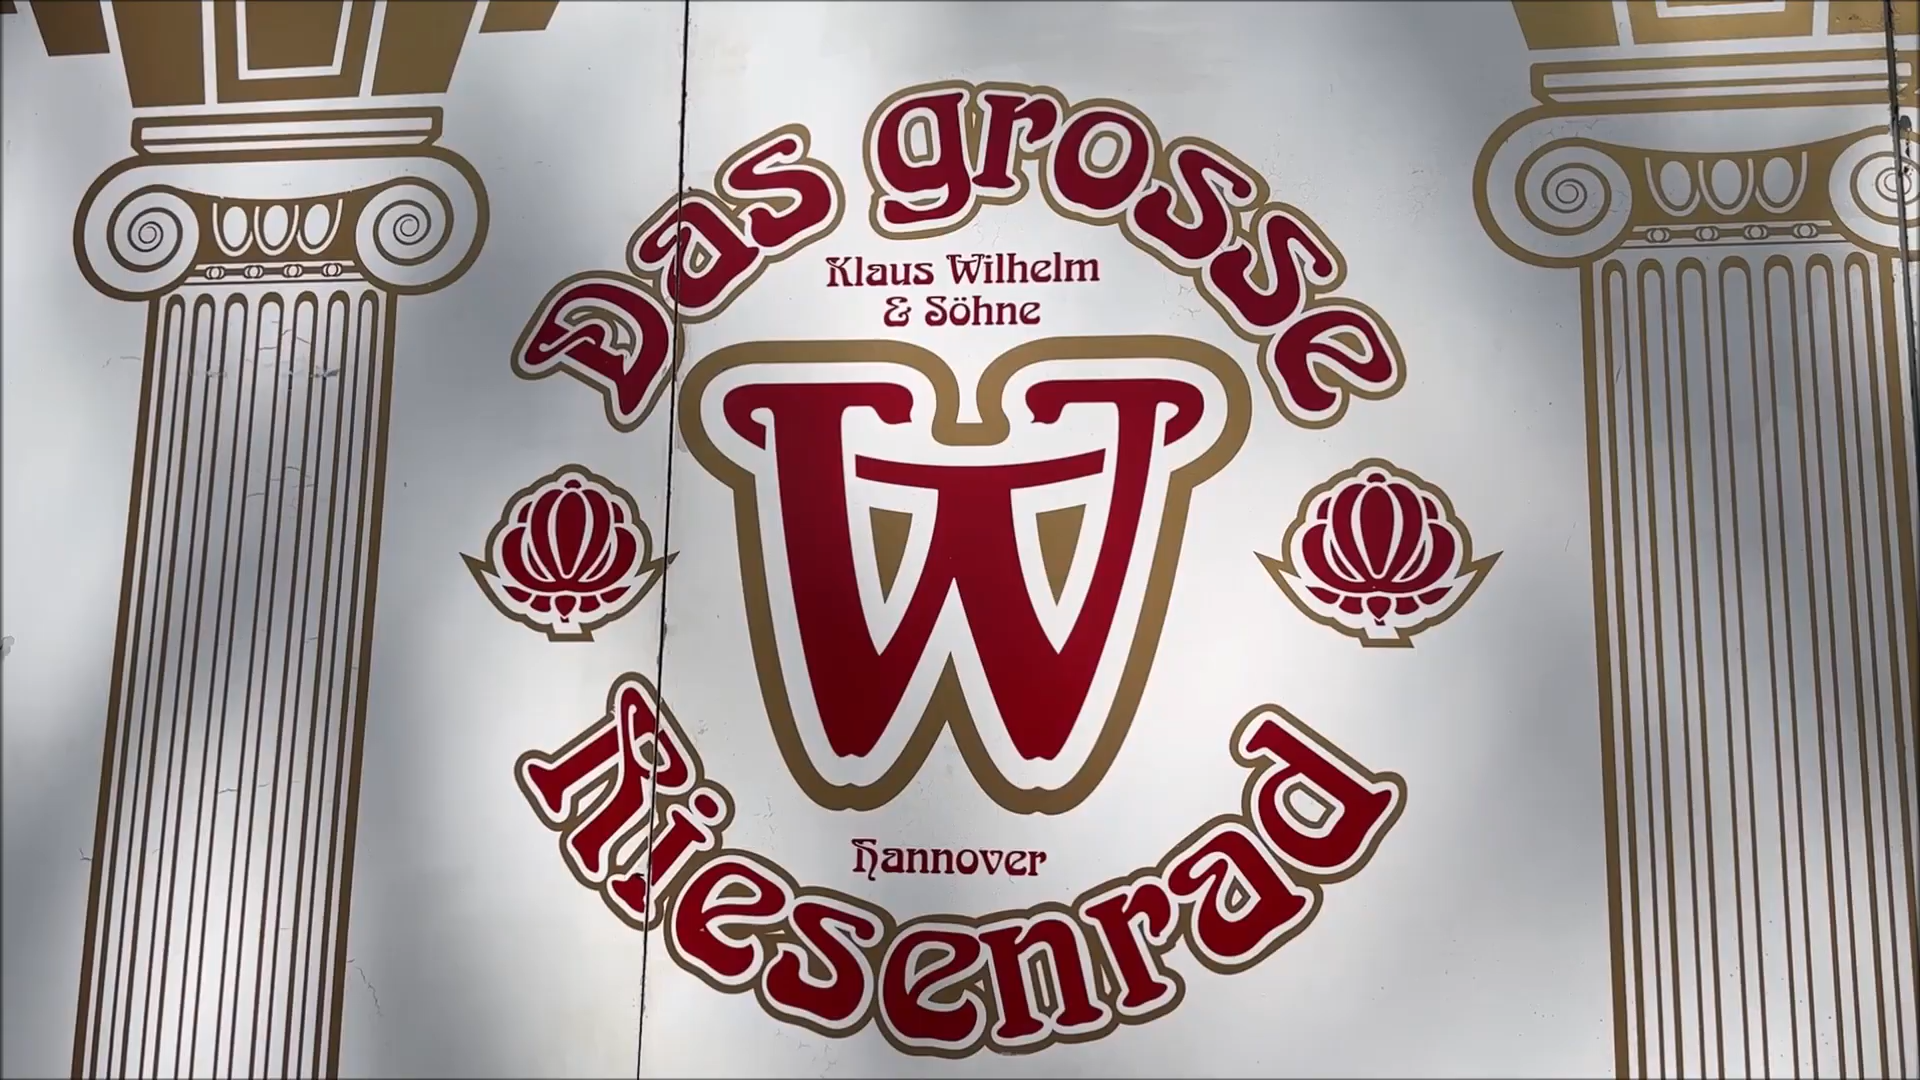 Das grosse
Klaus Wilhelm
& Söhne
W
Hannover
Riesenrad